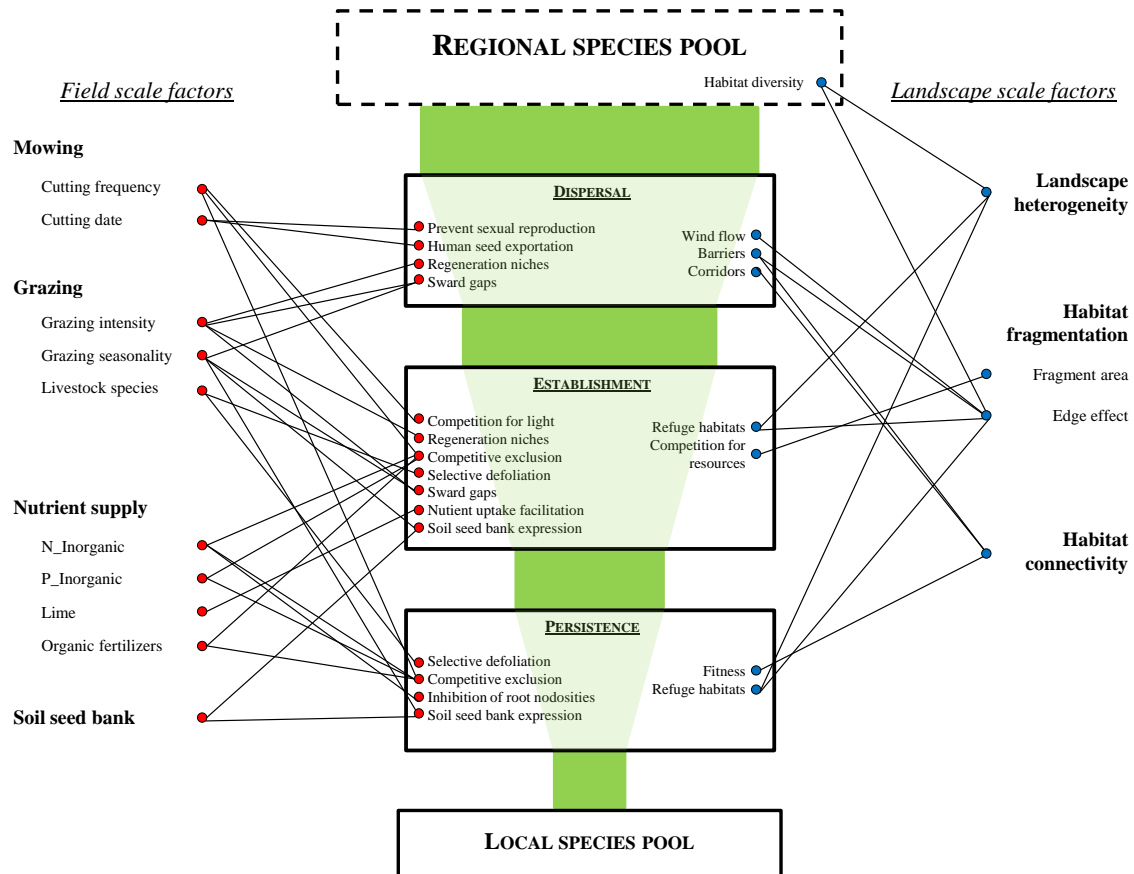 REGIONAL SPECIES POOL
Habitat diversity
Field scale factors
Landscape scale factors
Mowing
Cutting frequency
Cutting date
Grazing
Grazing intensity
Grazing seasonality
Livestock species
Nutrient supply
N_Inorganic
P_Inorganic
Lime
Organic fertilizers
Soil seed bank
DISPERSAL
Prevent sexual reproduction
Human seed exportation
Regeneration niches
Sward gaps
Wind flow
Barriers
Corridors
ESTABLISHMENT
Competition for light
Regeneration niches
Competitive exclusion
Selective defoliation
Sward gaps
Nutient uptake facilitation
Soil seed bank expression
Refuge habitats
Competition for
resources
PERSISTENCE
Selective defoliation
Competitive exclusion
Inhibition of root nodosities
Soil seed bank expression
Fitness
Refuge habitats
Landscape
heterogeneity
Habitat
fragmentation
Fragment area
Edge effect
Habitat
connectivity
LOCAL SPECIES POOL